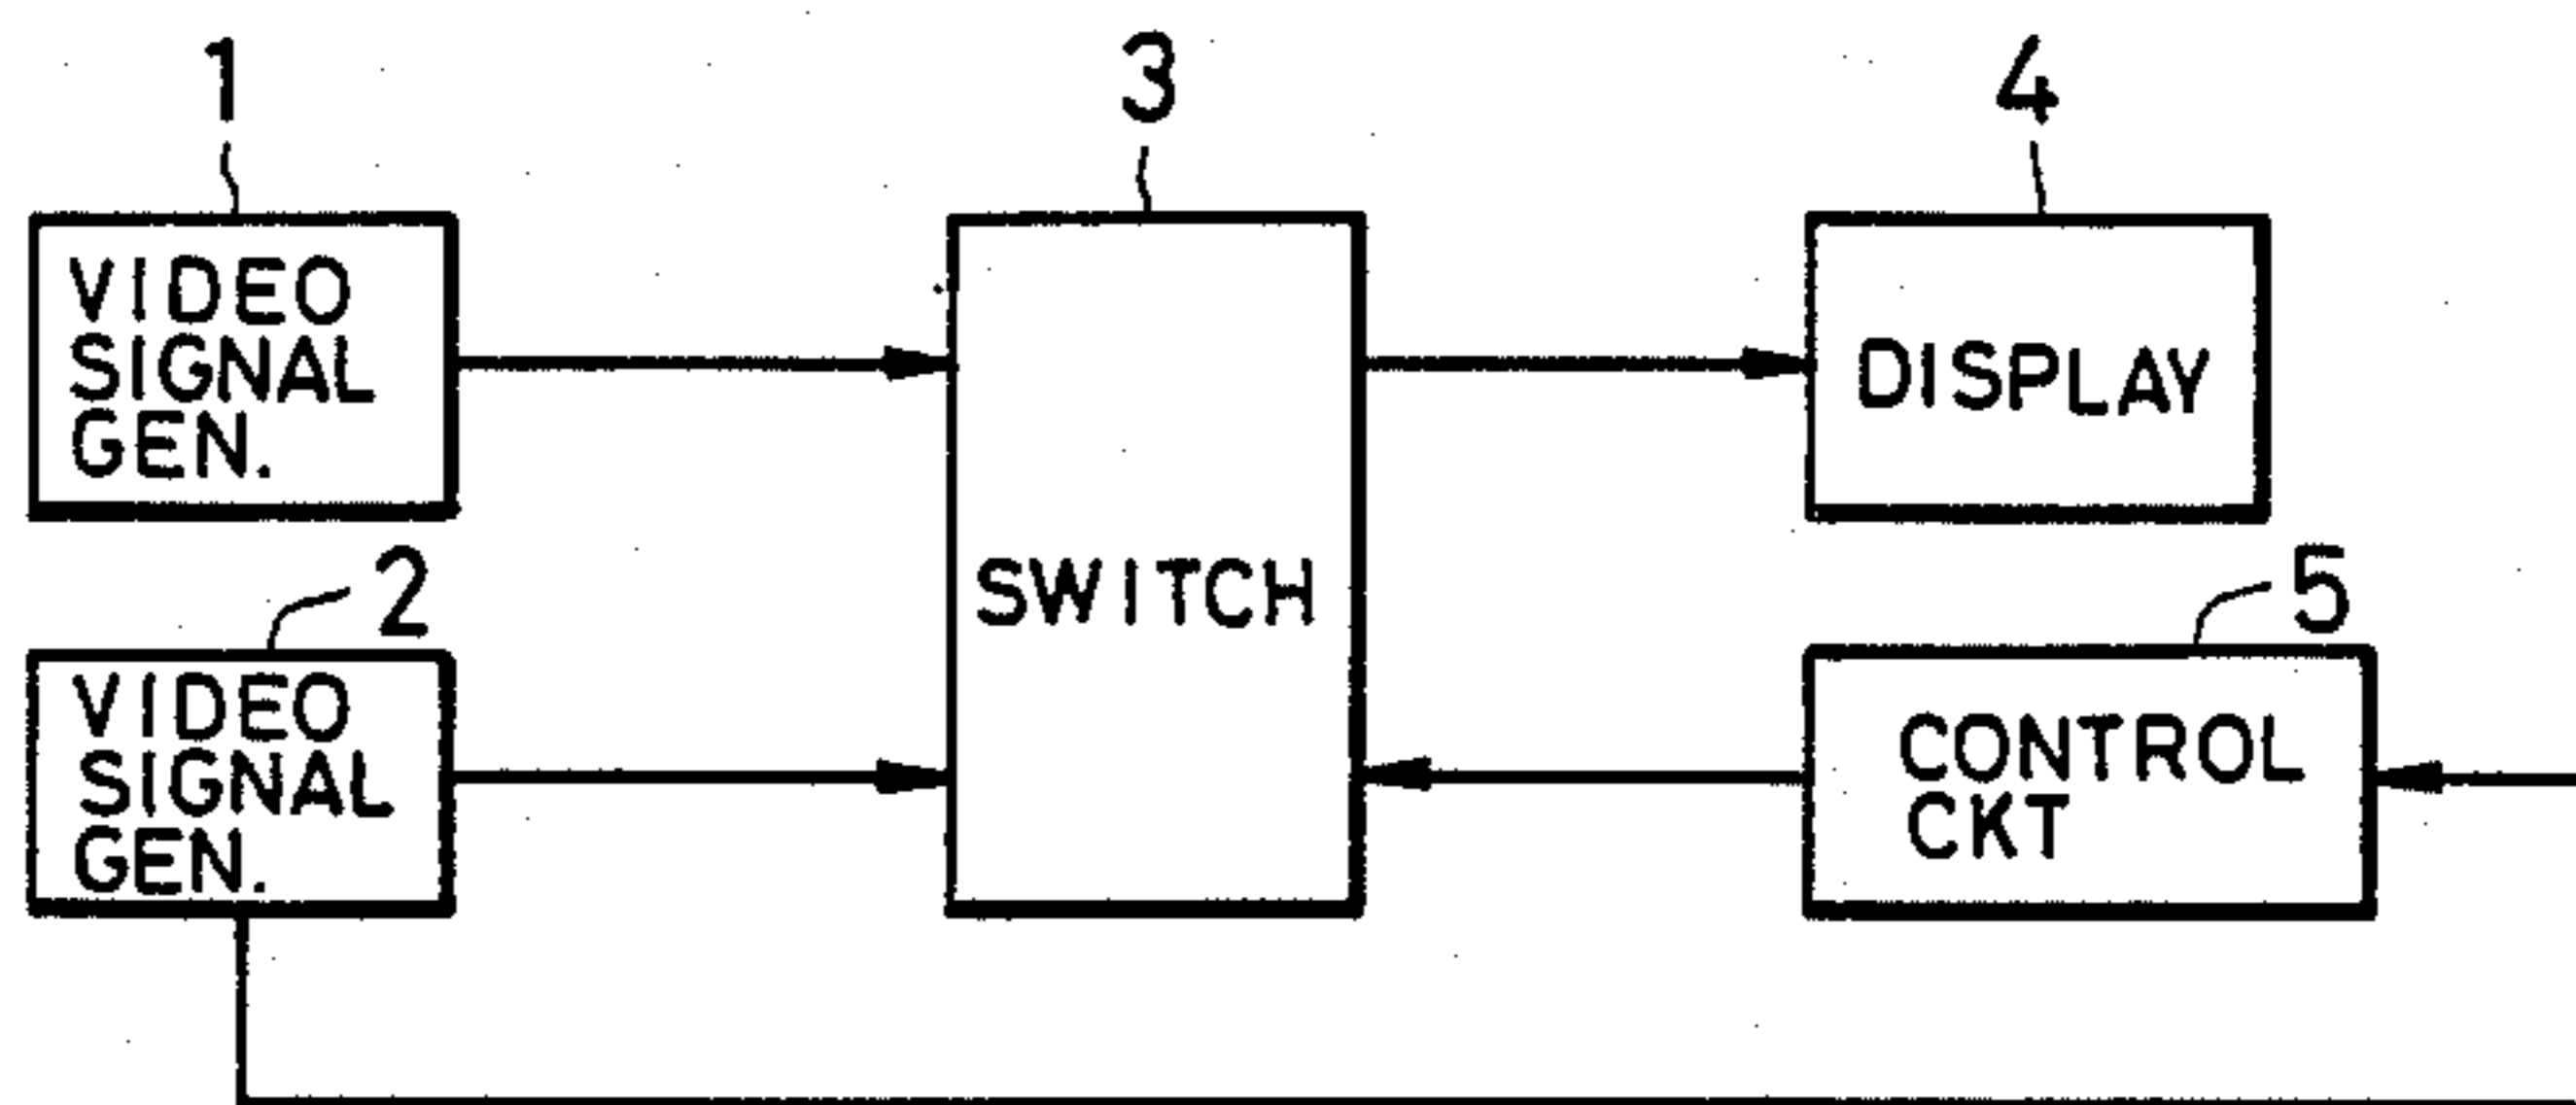 1
3
4
VIDEO
SIGNAL
GEN.
DISPLAY
SWITCH
2
5
VIDEO
SIGNAL
GEN.
CONTROL
CKT